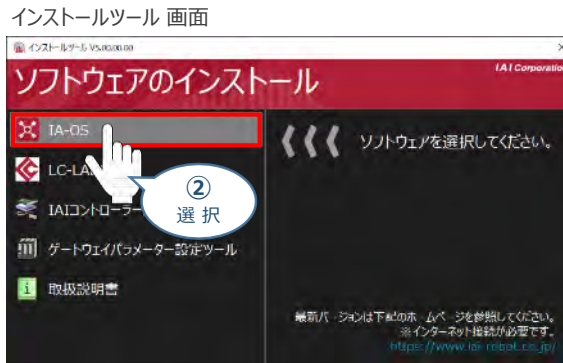 インストールツール 画面
インストールツール V5.00.00.00
ソフトウェアのインストール
IAI Corporation
IA-OS
ソフトウェアを選択してください。
LC-LA
②
選 択
IAIコントローラー
ゲートウェイパラメーター設定ツール
取扱説明書
最新バージョンは下記のホームページを参照してください。
※インターネット接続が必要です。
https://www.iai-robot.co.jp/